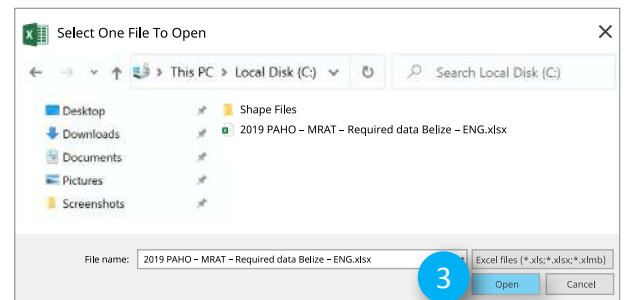 Select One File To Open
This PC > Local Disk (C:)
Search Local Disk (C:)
Desktop
Downloads
Documents
Pictures
Screenshots
Shape Files
2019 PAHO – MRAT – Required data Belize – ENG.xlsx
File name: 2019 PAHO – MRAT – Required data Belize – ENG.xlsx
Excel files (*.xls;*.xlsx;*.xlmb)
3
Open Cancel